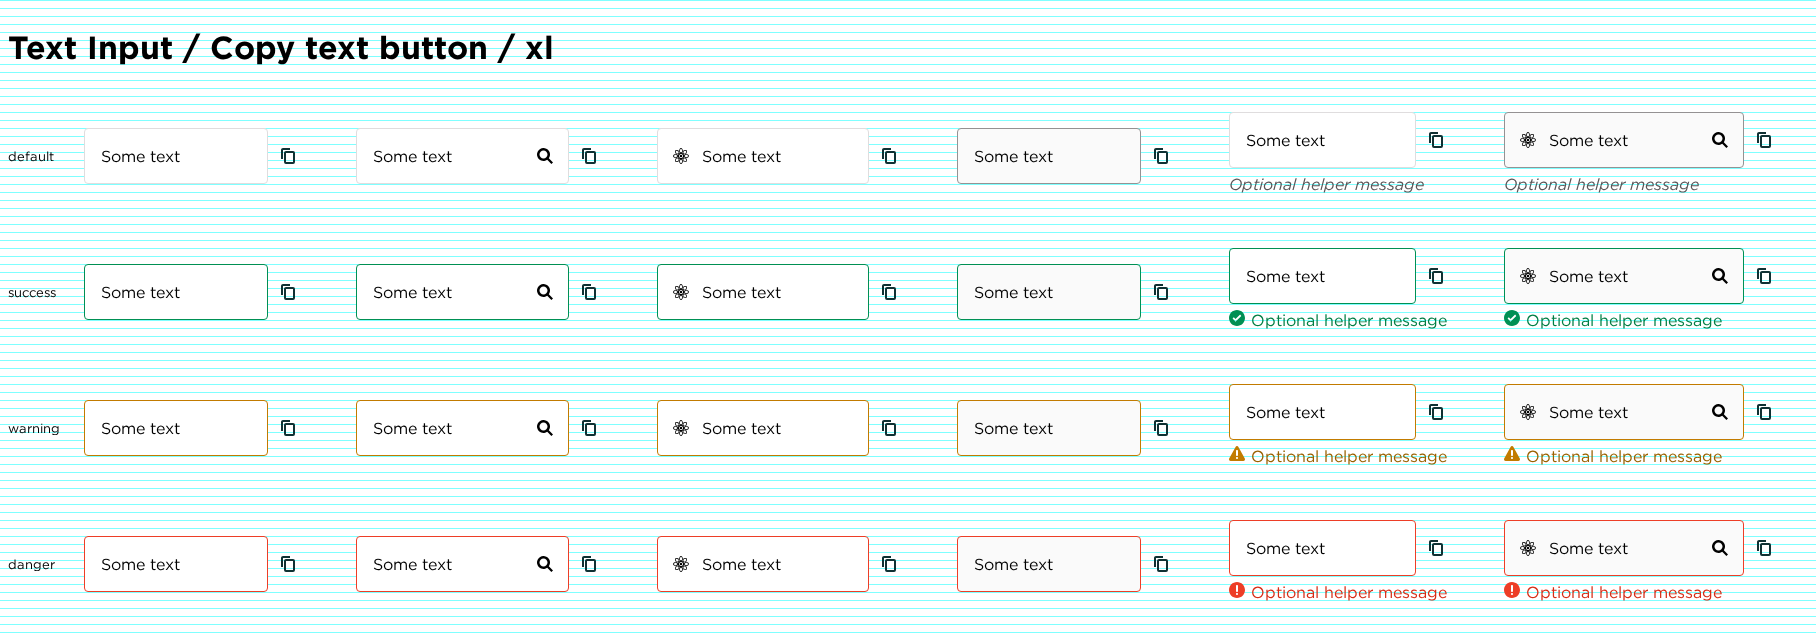 Text Input / Copy text button / xl
default Some text Some text Some text Some text Some text Some text
Optional helper message Optional helper message
success Some text Some text Some text Some text Some text Some text
Optional helper message Optional helper message
warning Some text Some text Some text Some text Some text Some text
Optional helper message Optional helper message
danger Some text Some text Some text Some text Some text Some text
Optional helper message Optional helper message